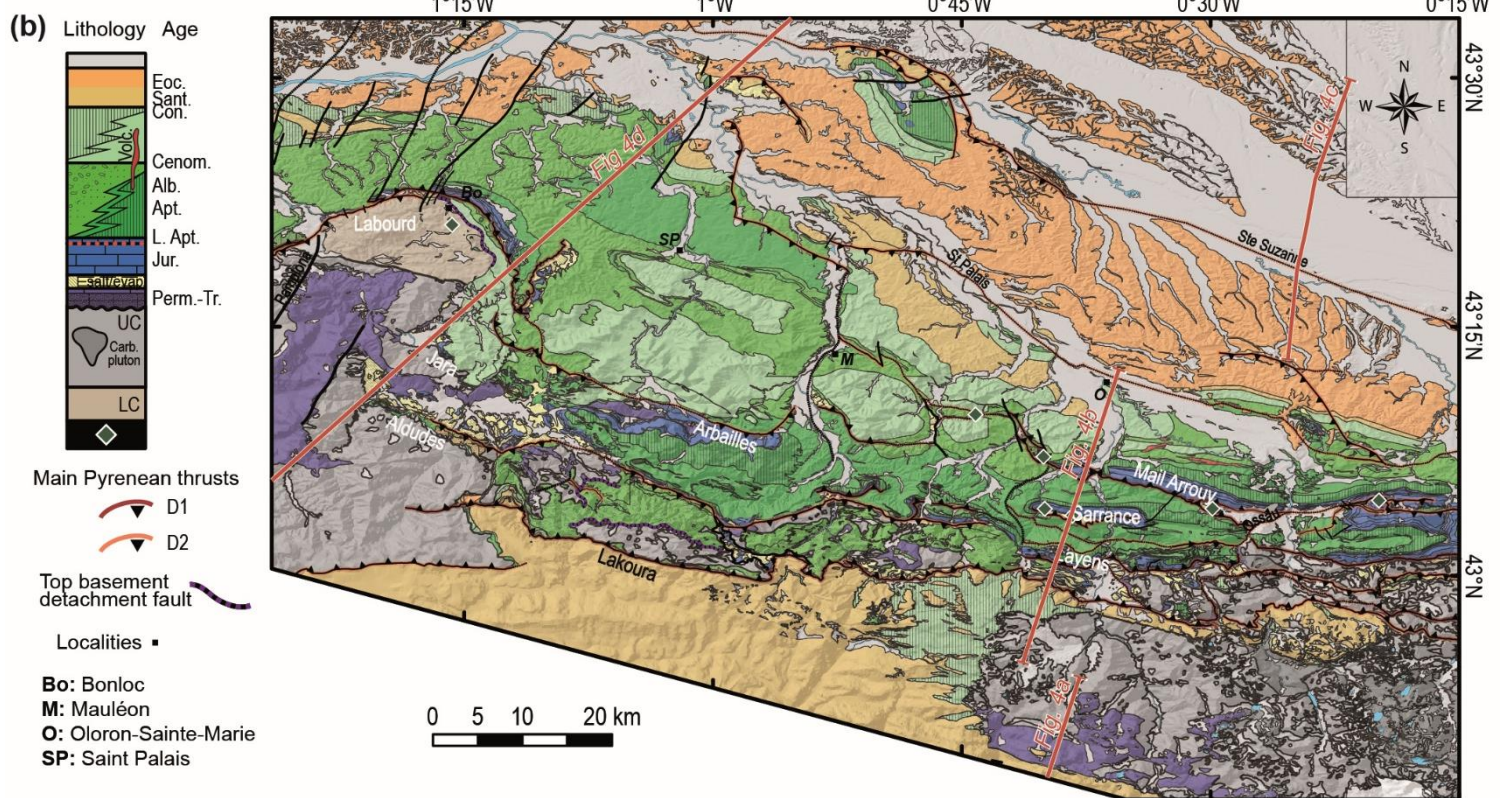 (b) Lithology Age
Eoc.
Sant.
Con.
Volc.
Cenom.
Alb.
Apt.
L. Apt.
Jur.
Esalt/evap
Perm.-Tr.
UC
Carb.
pluton
LC
Main Pyrenean thrusts
D1
D2
Top basement
detachment fault
Localities
Bo: Bonloc
M: Mauléon
O: Oloron-Sainte-Marie
SP: Saint Palais
0 5 10 20 km
1°15'W 1°W 0°45'W 0°30'W 0°15'W
43°30'N
43°15'N
43°N
N
W E
S
Fig. 4c
Fig 4d
Bo
Labourd
SP
Pamplona
St Palais
Ste Suzanne
Jara
M
O
Aldudes
Arbailles
Fig. 4b
Mail Arrouy
Sarrance
Layens
Lakoura
Fig. 4a